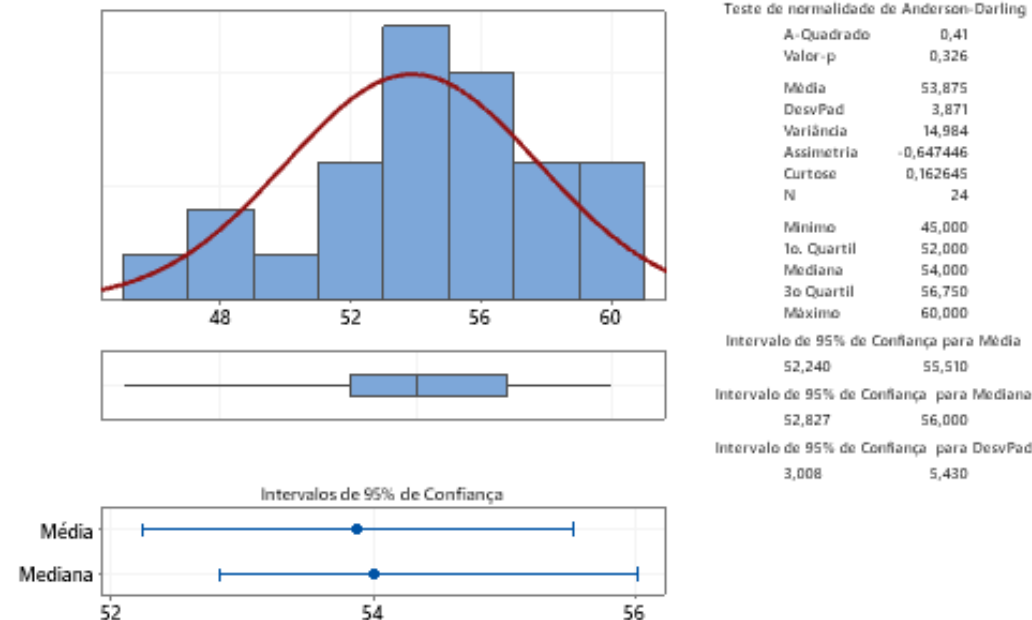 Teste de normalidade de Anderson-Darling
A-Quadrado 0,41
Valor-p 0,326
Média 53,875
DesvPad 3,871
Variância 14,984
Assimetria -0,647446
Curtose 0,162645
N 24
Mínimo 45,000
1o. Quartil 52,000
Mediana 54,000
3o Quartil 56,750
Máximo 60,000
Intervalo de 95% de Confiança para Média
52,240 55,510
Intervalo de 95% de Confiança para Mediana
52,827 56,000
Intervalo de 95% de Confiança para DesvPad
3,008 5,430
48 52 56 60
Intervalos de 95% de Confiança
Média
Mediana
52 54 56